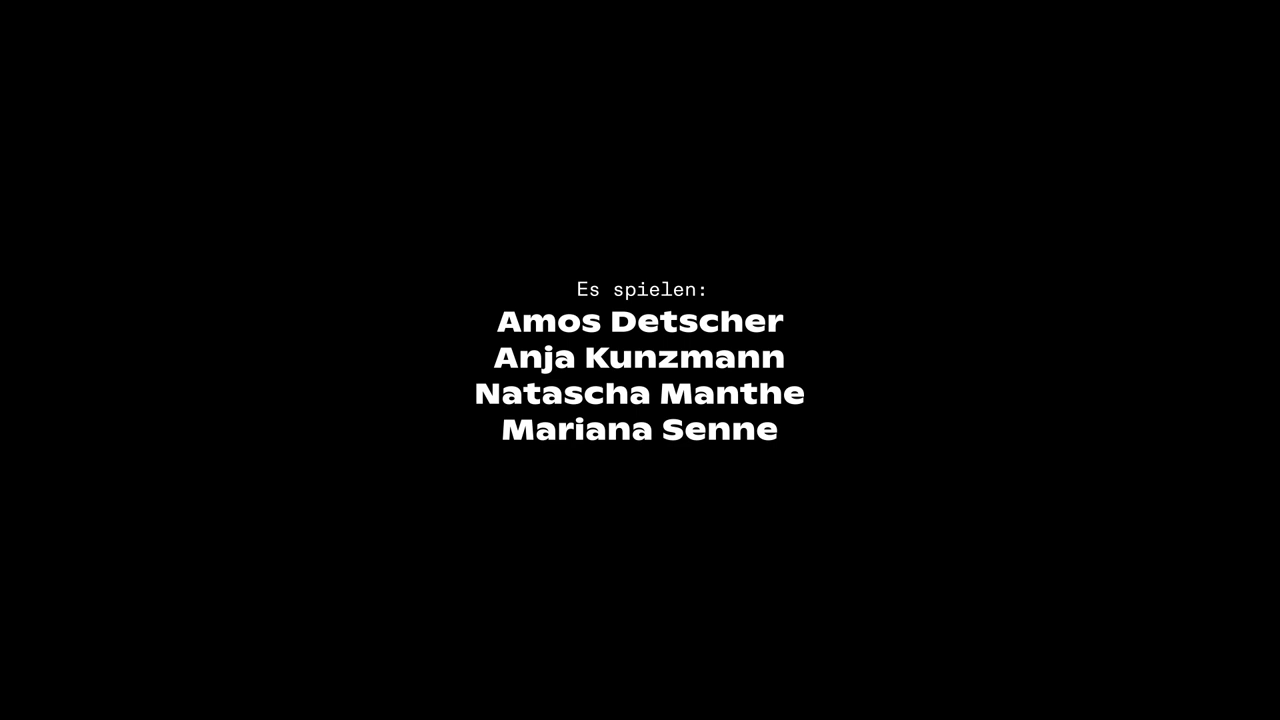 Es spielen:
Amos Detscher
Anja Kunzmann
Natascha Manthe
Mariana Senne